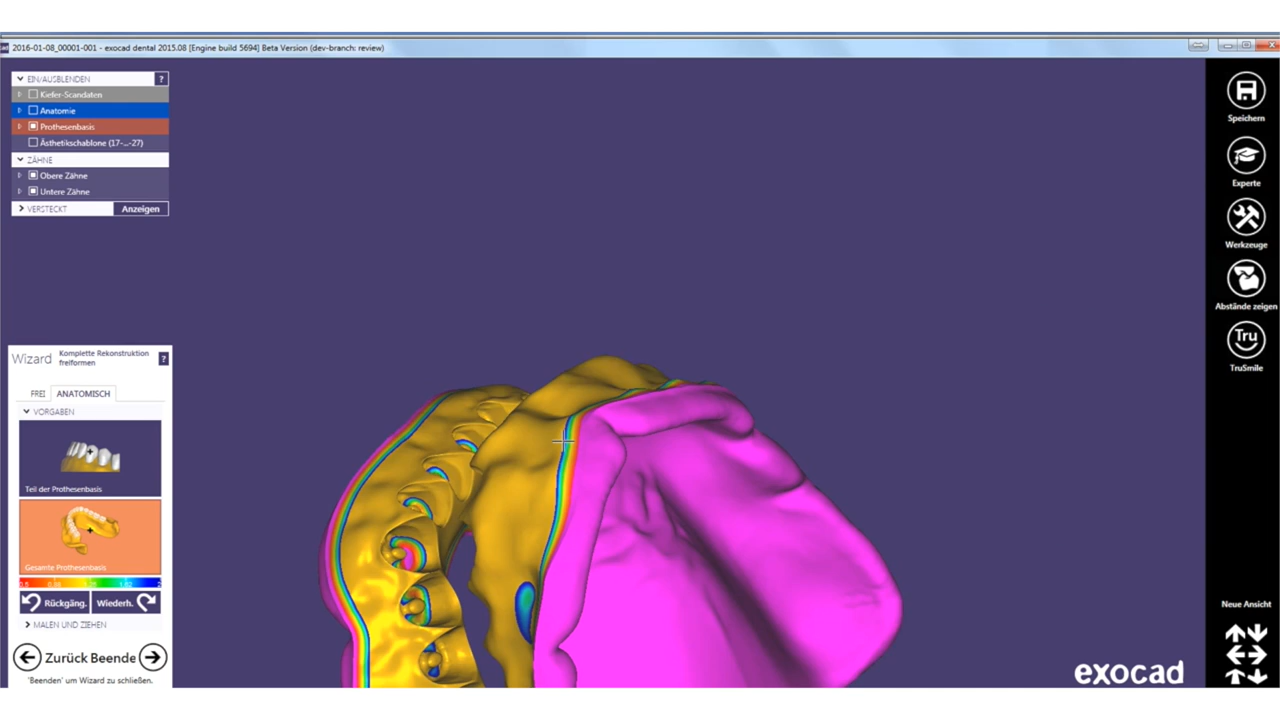 2016-01-08_00001-001 - exocad dental 2015.08 [Engine build 5694] Beta Version (dev-branch: review)
EIN/AUSBLENDEN ?
Kiefer-Scandaten
Anatomie
Prothesenbasis
Ästhetikschablone (17-...-27)
ZÄHNE
Obere Zähne
Untere Zähne
VERSTECKT Anzeigen
Wizard Komplette Rekonstruktion
freiformen ?
FREI ANATOMISCH
VORGABEN
Teil der Prothesenbasis
Gesamte Prothesenbasis
Rückgäng. Wiederh.
MALEN UND ZIEHEN
Zurück Beende
'Beenden' um Wizard zu schließen.
Speichern
Experte
Werkzeuge
Abstände zeigen
Tru
TruSmile
Neue Ansicht
exocad